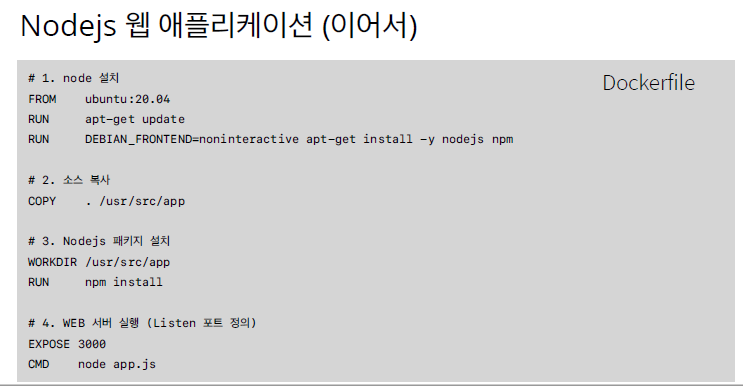 Nodejs 웹 애플리케이션 (이어서)
Dockerfile
# 1. node 설치
FROM ubuntu:20.04
RUN apt-get update
RUN DEBIAN_FRONTEND=noninteractive apt-get install -y nodejs npm
# 2. 소스 복사
COPY . /usr/src/app
# 3. Nodejs 패키지 설치
WORKDIR /usr/src/app
RUN npm install
# 4. WEB 서버 실행 (Listen 포트 정의)
EXPOSE 3000
CMD node app.js